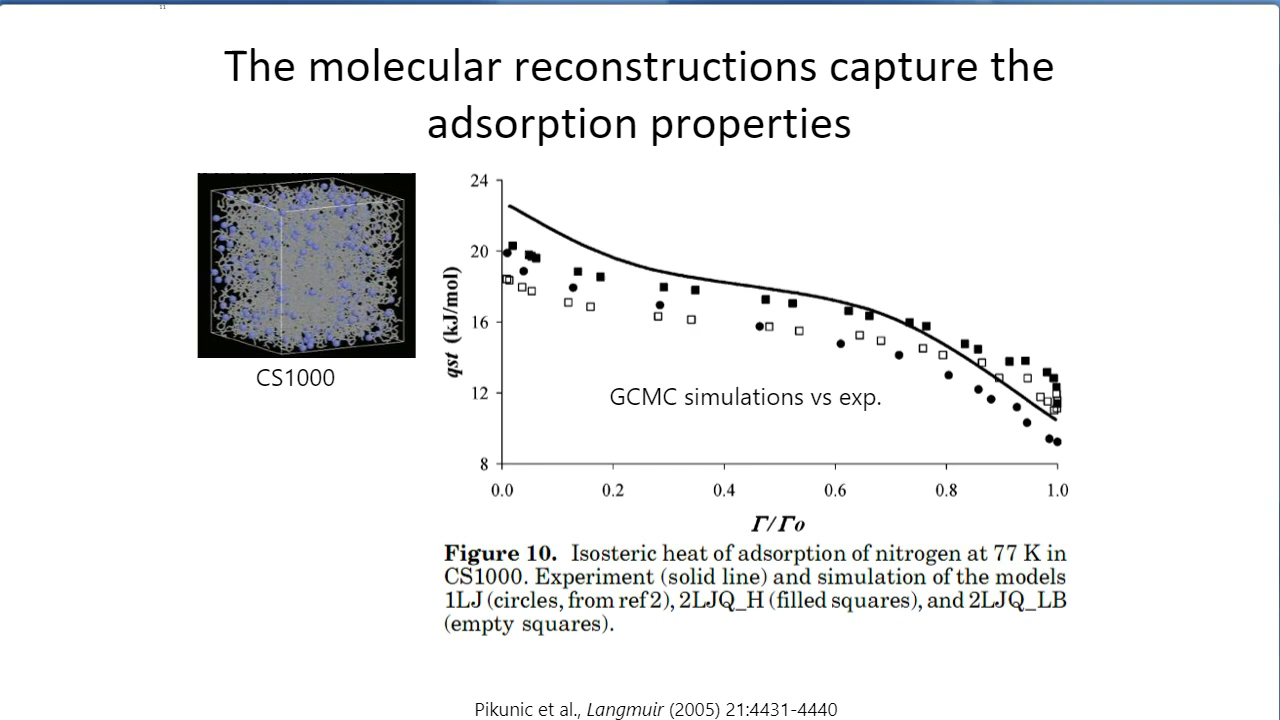 11
The molecular reconstructions capture the
adsorption properties
CS1000
24
20
16
12
8
qst (kJ/mol)
GCMC simulations vs exp.
0.0 0.2 0.4 0.6 0.8 1.0
Γ/Γo
Figure 10. Isosteric heat of adsorption of nitrogen at 77 K in
CS1000. Experiment (solid line) and simulation of the models
1LJ (circles, from ref 2), 2LJQ_H (filled squares), and 2LJQ_LB
(empty squares).
Pikunic et al., Langmuir (2005) 21:4431-4440